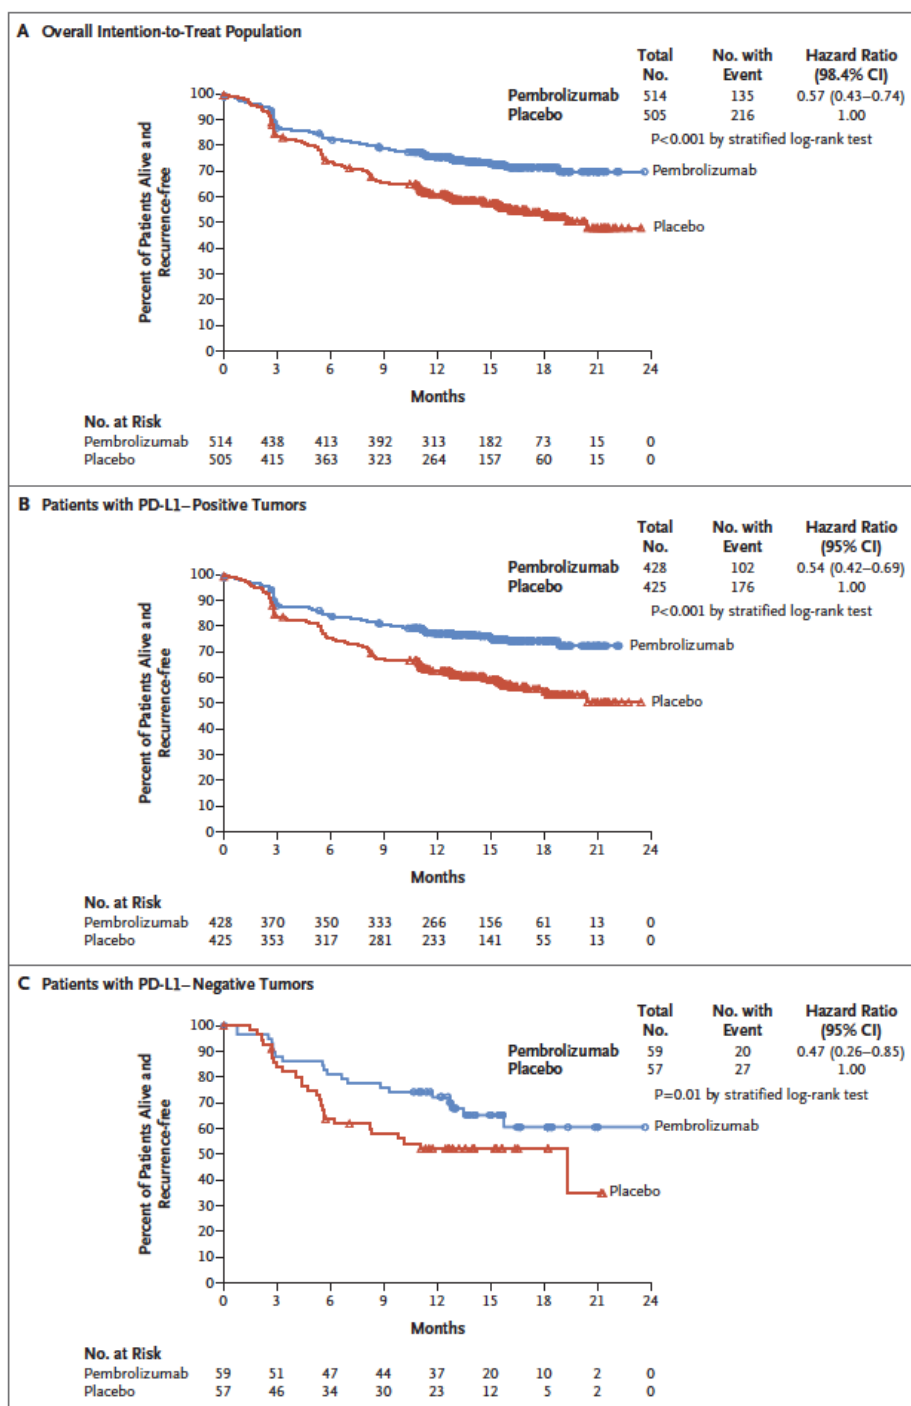 A Overall Intention-to-Treat Population
Total No. No. with Event Hazard Ratio (98.4% CI)
Pembrolizumab 514 135 0.57 (0.43–0.74)
Placebo 505 216 1.00
P<0.001 by stratified log-rank test
Percent of Patients Alive and Recurrence-free
100
90
80
70
60
50
40
30
20
10
0
Pembrolizumab
Placebo
0 3 6 9 12 15 18 21 24
Months
No. at Risk
Pembrolizumab 514 438 413 392 313 182 73 15 0
Placebo 505 415 363 323 264 157 60 15 0
B Patients with PD-L1–Positive Tumors
Total No. No. with Event Hazard Ratio (95% CI)
Pembrolizumab 428 102 0.54 (0.42–0.69)
Placebo 425 176 1.00
P<0.001 by stratified log-rank test
Percent of Patients Alive and Recurrence-free
100
90
80
70
60
50
40
30
20
10
0
Pembrolizumab
Placebo
0 3 6 9 12 15 18 21 24
Months
No. at Risk
Pembrolizumab 428 370 350 333 266 156 61 13 0
Placebo 425 353 317 281 233 141 55 13 0
C Patients with PD-L1–Negative Tumors
Total No. No. with Event Hazard Ratio (95% CI)
Pembrolizumab 59 20 0.47 (0.26–0.85)
Placebo 57 27 1.00
P=0.01 by stratified log-rank test
Percent of Patients Alive and Recurrence-free
100
90
80
70
60
50
40
30
20
10
0
Pembrolizumab
Placebo
0 3 6 9 12 15 18 21 24
Months
No. at Risk
Pembrolizumab 59 51 47 44 37 20 10 2 0
Placebo 57 46 34 30 23 12 5 2 0